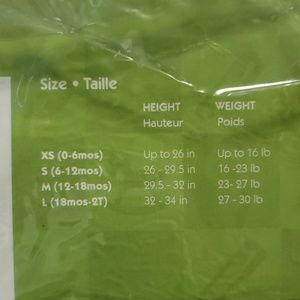 Size • Taille
HEIGHT WEIGHT
Hauteur Poids
XS (0-6mos) Up to 26 in Up to 16 lb
S (6-12mos) 26 - 29.5 in 16 -23 lb
M (12-18mos) 29.5 - 32 in 23- 27 lb
L (18mos-2T) 32 - 34 in 27 - 30 lb